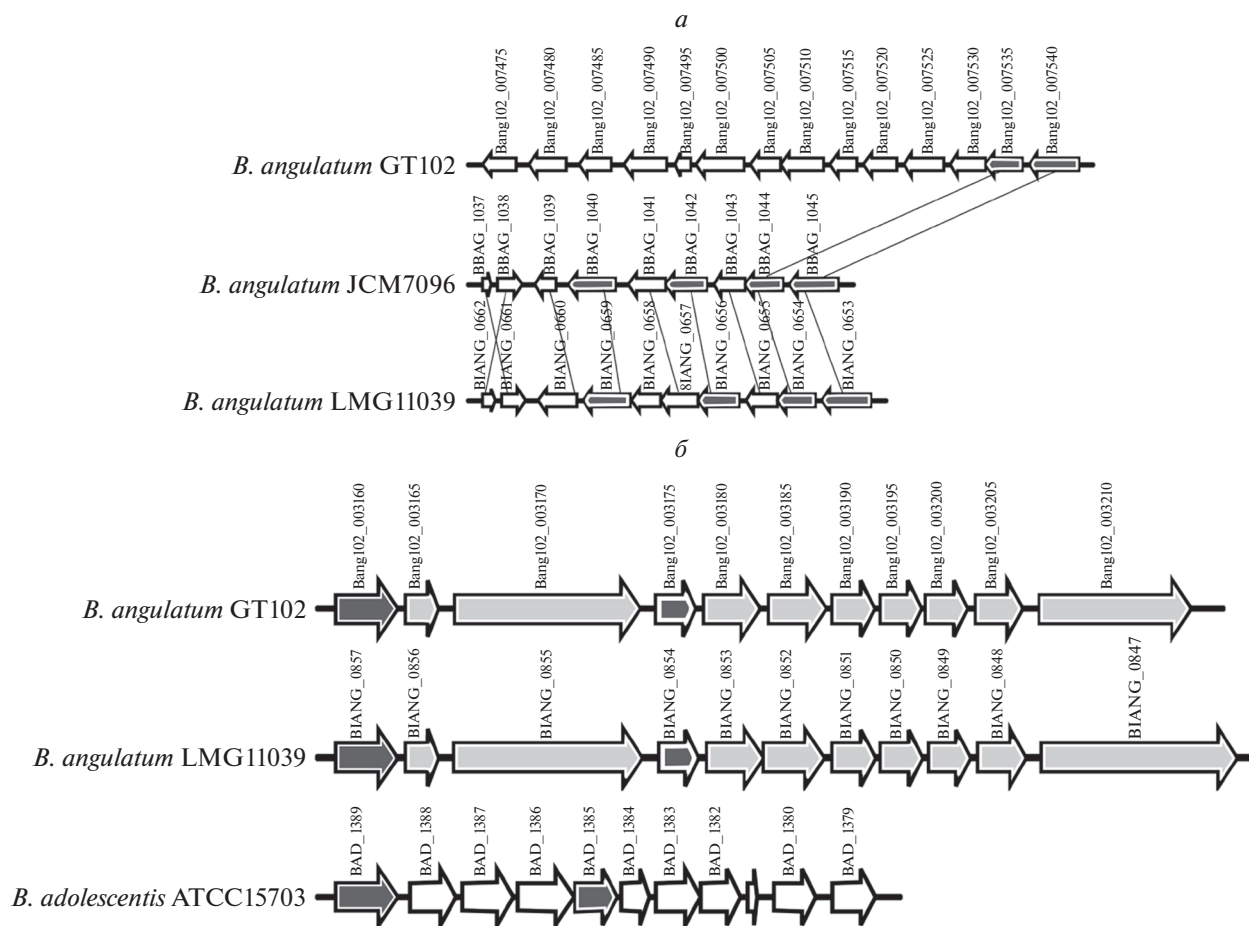 а
Bang102_007475
Bang102_007480
Bang102_007485
Bang102_007490
Bang102_007495
Bang102_007500
Bang102_007505
Bang102_007510
Bang102_007515
Bang102_007520
Bang102_007525
Bang102_007530
Bang102_007535
Bang102_007540
B. angulatum GT102
BBAG_1037
BBAG_1038
BBAG_1039
BBAG_1040
BBAG_1041
BBAG_1042
BBAG_1043
BBAG_1044
BBAG_1045
B. angulatum JCM7096
BIANG_0662
BIANG_0661
BIANG_0660
BIANG_0659
BIANG_0658
8IANG_0657
BIANG_0656
BIANG_0655
BIANG_0654
BIANG_0653
B. angulatum LMG11039
б
Bang102_003160
Bang102_003165
Bang102_003170
Bang102_003175
Bang102_003180
Bang102_003185
Bang102_003190
Bang102_003195
Bang102_003200
Bang102_003205
Bang102_003210
B. angulatum GT102
BIANG_0857
BIANG_0856
BIANG_0855
BIANG_0854
BIANG_0853
BIANG_0852
BIANG_0851
BIANG_0850
BIANG_0849
BIANG_0848
BIANG_0847
B. angulatum LMG11039
BAD_1389
BAD_1388
BAD_1387
BAD_1386
BAD_1385
BAD_1384
BAD_1383
BAD_1382
BAD_1380
BAD_1379
B. adolescentis ATCC15703